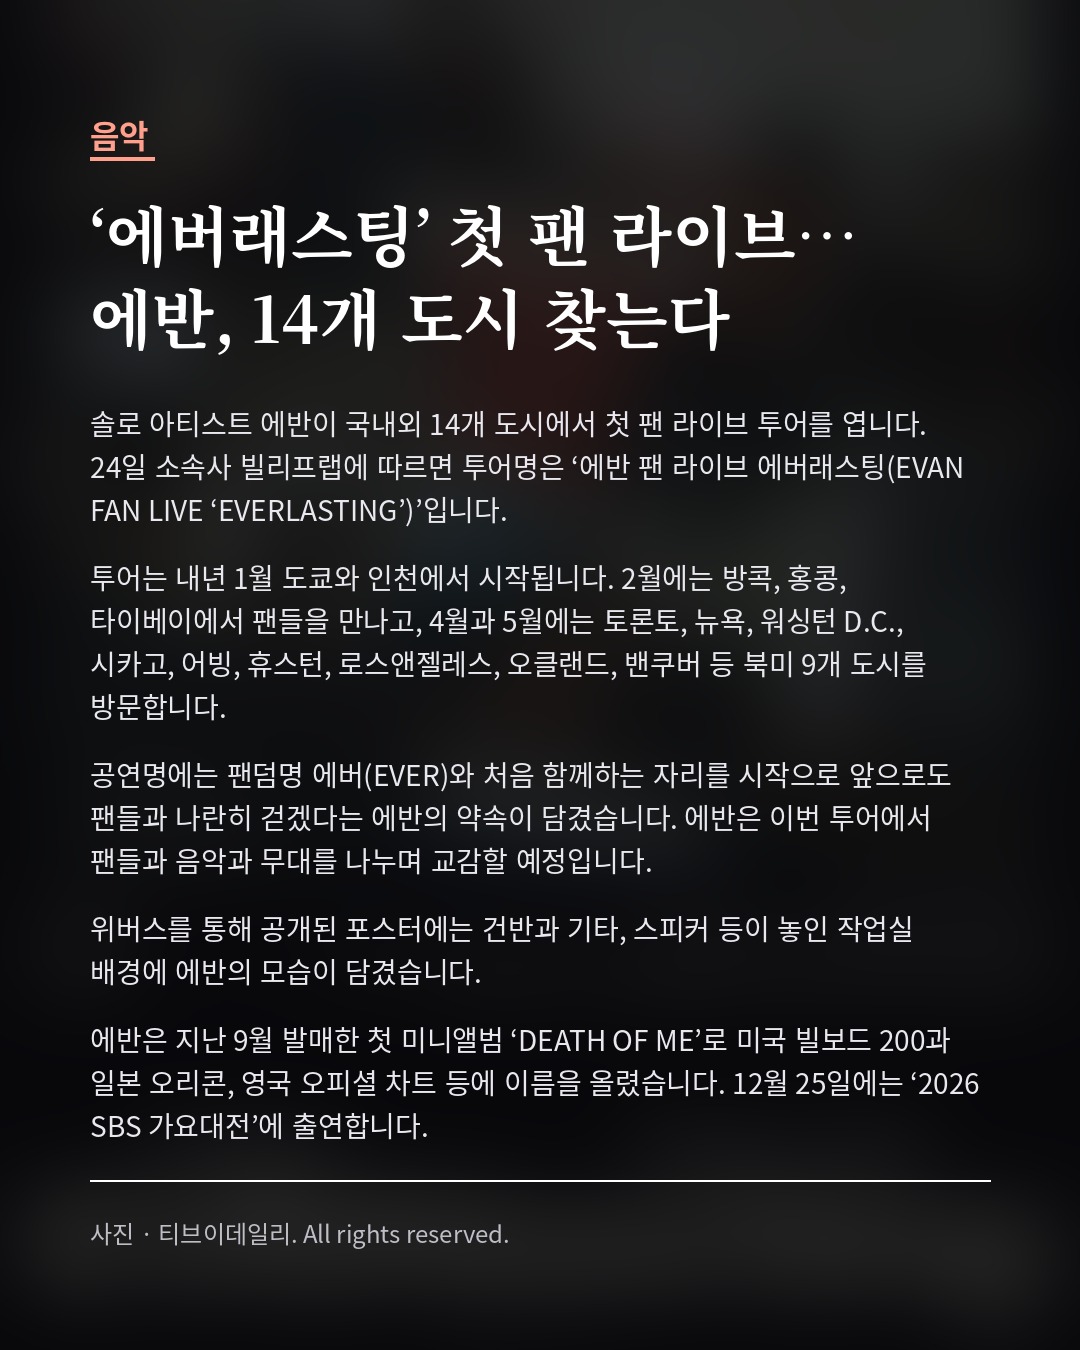 음악
‘에버래스팅’ 첫 팬 라이브…
에반, 14개 도시 찾는다
솔로 아티스트 에반이 국내외 14개 도시에서 첫 팬 라이브 투어를 엽니다.
24일 소속사 빌리프랩에 따르면 투어명은 ‘에반 팬 라이브 에버래스팅(EVAN
FAN LIVE ‘EVERLASTING’)’입니다.
투어는 내년 1월 도쿄와 인천에서 시작됩니다. 2월에는 방콕, 홍콩,
타이베이에서 팬들을 만나고, 4월과 5월에는 토론토, 뉴욕, 워싱턴 D.C.,
시카고, 어빙, 휴스턴, 로스앤젤레스, 오클랜드, 밴쿠버 등 북미 9개 도시를
방문합니다.
공연명에는 팬덤명 에버(EVER)와 처음 함께하는 자리를 시작으로 앞으로도
팬들과 나란히 걷겠다는 에반의 약속이 담겼습니다. 에반은 이번 투어에서
팬들과 음악과 무대를 나누며 교감할 예정입니다.
위버스를 통해 공개된 포스터에는 건반과 기타, 스피커 등이 놓인 작업실
배경에 에반의 모습이 담겼습니다.
에반은 지난 9월 발매한 첫 미니앨범 ‘DEATH OF ME’로 미국 빌보드 200과
일본 오리콘, 영국 오피셜 차트 등에 이름을 올렸습니다. 12월 25일에는 ‘2026
SBS 가요대전’에 출연합니다.
사진 · 티브이데일리. All rights reserved.